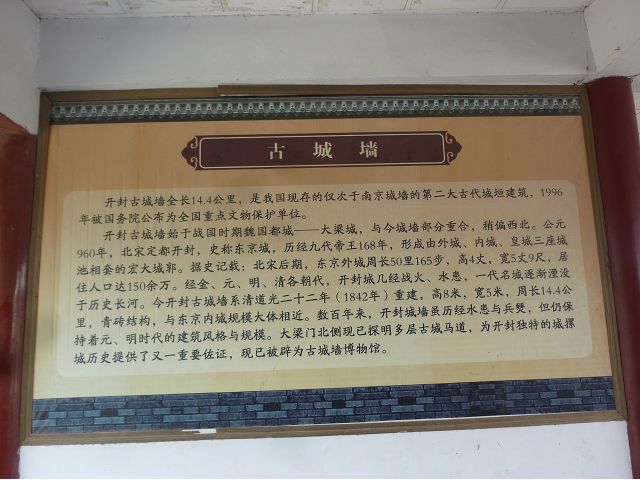 古城墙
开封古城墙全长14.4公里，是我国现存的仅次于南京城墙的第二大古代城垣建筑，1996
年被国务院公布为全国重点文物保护单位。
开封古城墙始于战国时期魏国都城——大梁城，与今城墙部分重合，稍偏西北。公元
960年，北宋定都开封，史称东京城，历经九代帝王168年，形成由外城、内城、皇城三座城
池相套的宏大城郭。据史记载：北宋后期，东京外城周长50里165步，高4丈，宽5丈9尺，居
住人口达150余万。经金、元、明、清各朝代，开封城几经战火、水患，一代名城逐渐湮没
于历史长河。今开封古城墙系清道光二十二年（1842年）重建，高8米，宽5米，周长14.4公
里，青砖结构，与东京内城规模大体相近。数百年来，开封城墙虽历经水患与兵燹，但仍保
持着元、明时代的建筑风格与规模。大梁门北侧现已探明多层古城马道，为开封独特的城摞
城历史提供了又一重要佐证，现已被辟为古城墙博物馆。